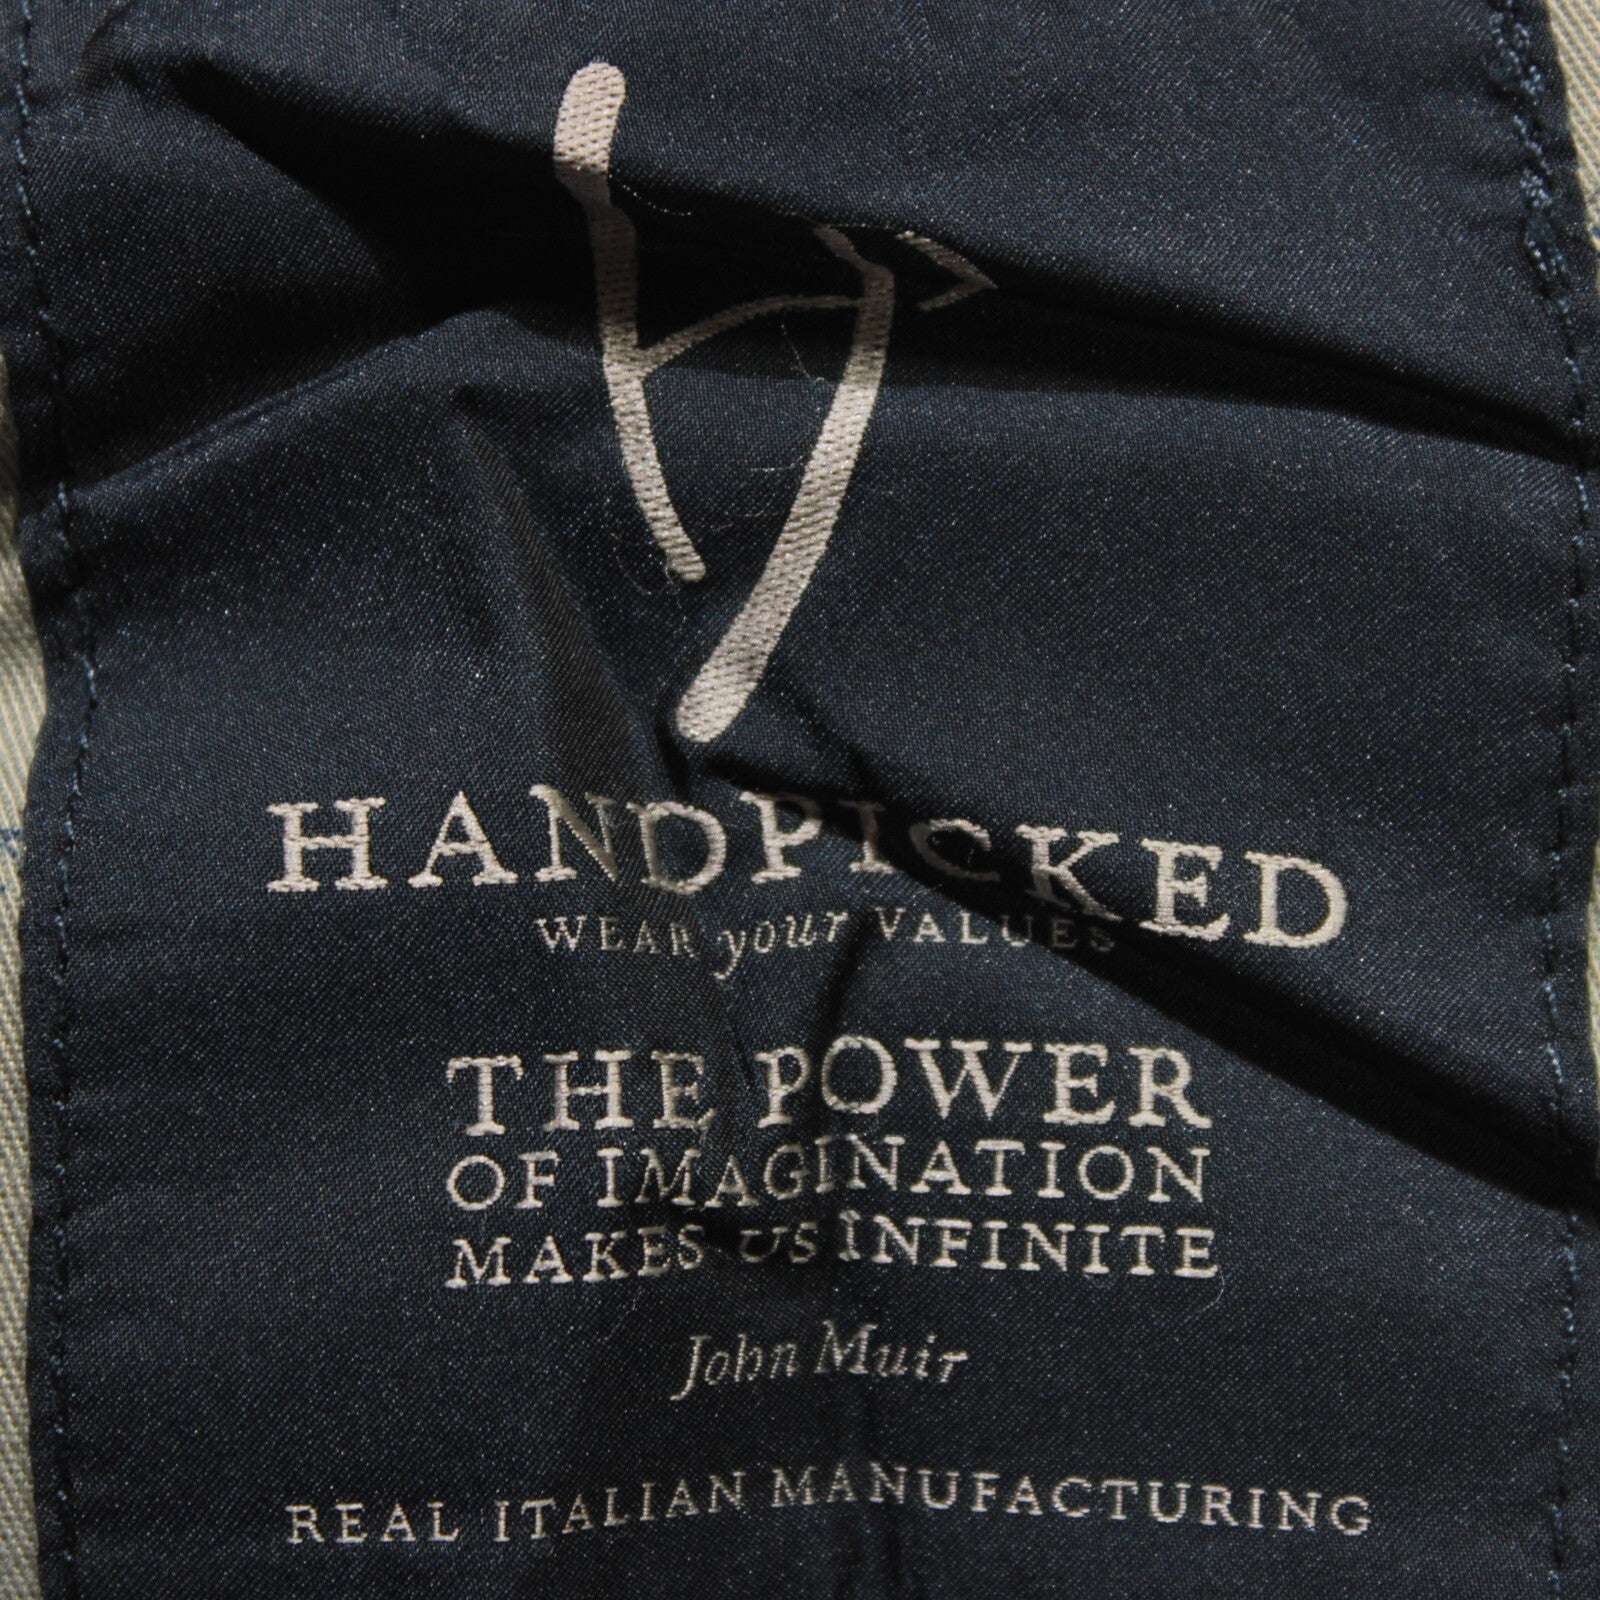 HANDPICKED
WEAR your VALUES
THE POWER
OF IMAGINATION
MAKES US INFINITE
John Muir
REAL ITALIAN MANUFACTURING